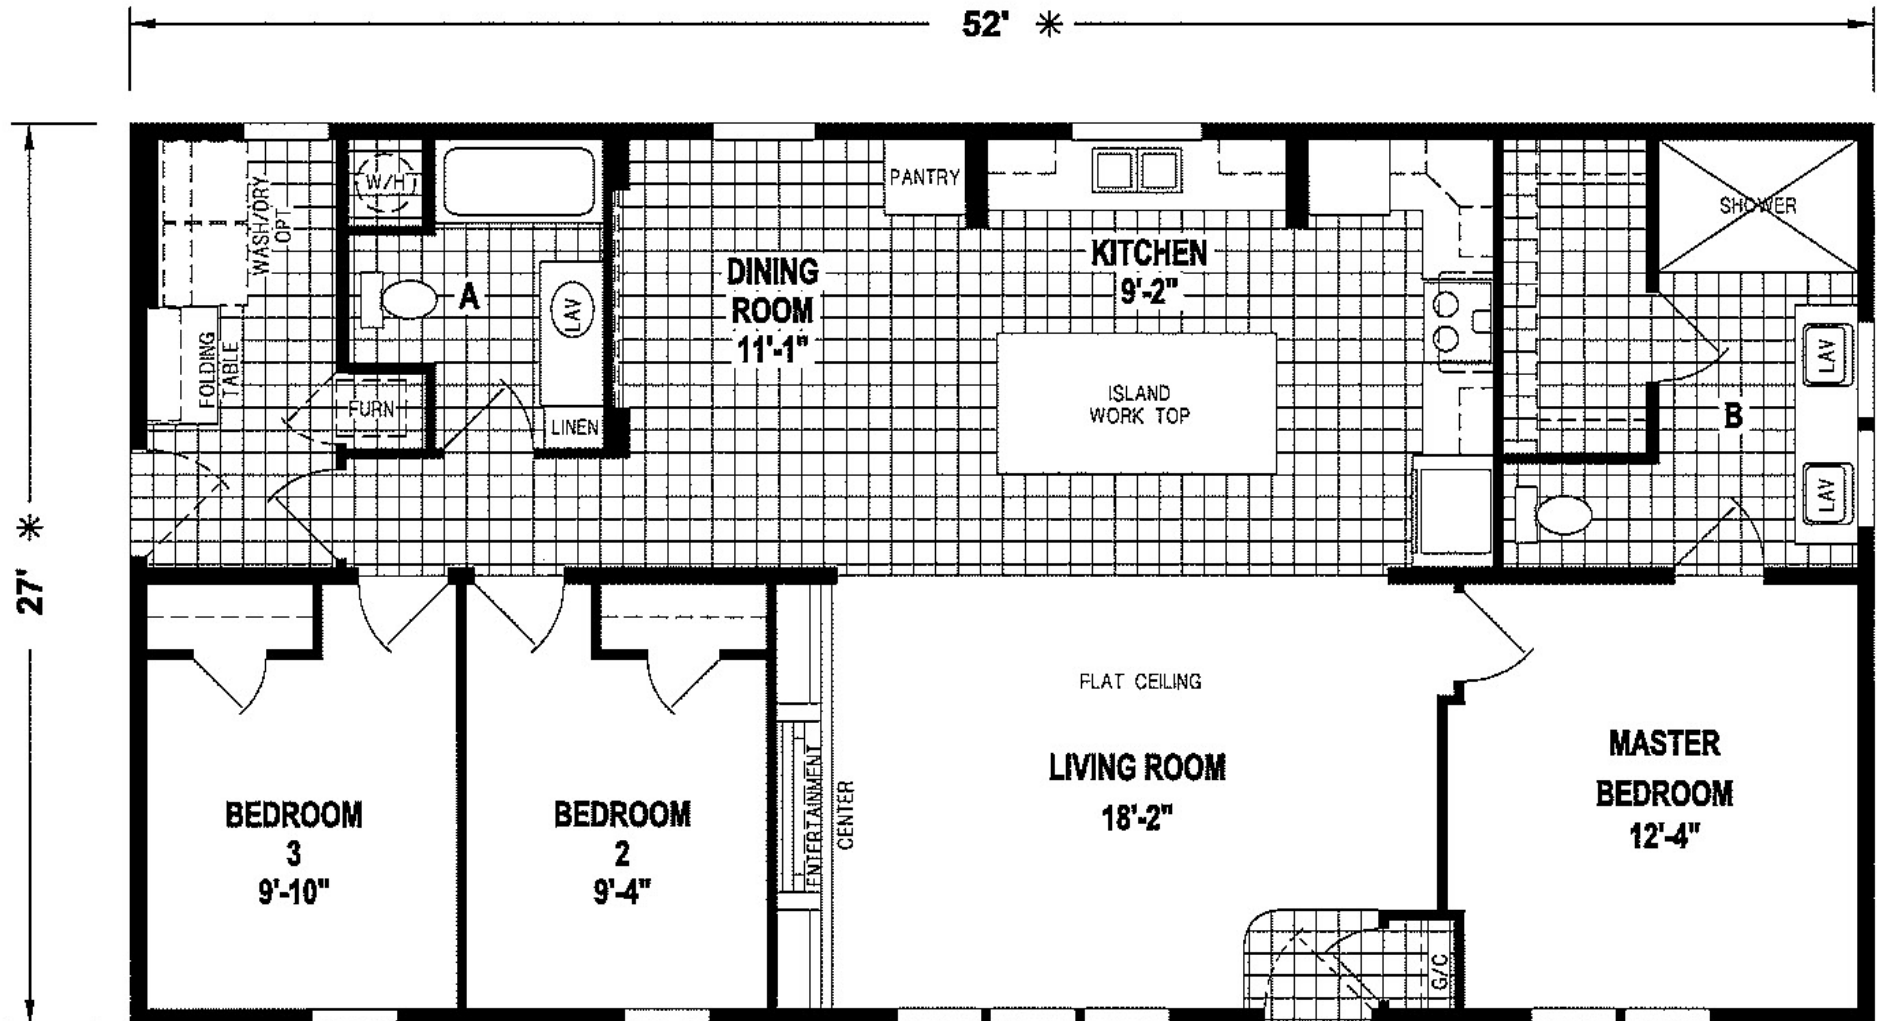 52' *
27' *
WASH/DRY
OPT
W/H
A
LAV
FOLDING
TABLE
FURN
LINEN
DINING
ROOM
11'-1"
PANTRY
KITCHEN
9'-2"
ISLAND
WORK TOP
SHOWER
LAV
B
LAV
BEDROOM
3
9'-10"
BEDROOM
2
9'-4"
ENTERTAINMENT
CENTER
FLAT CEILING
LIVING ROOM
18'-2"
G/C
MASTER
BEDROOM
12'-4"